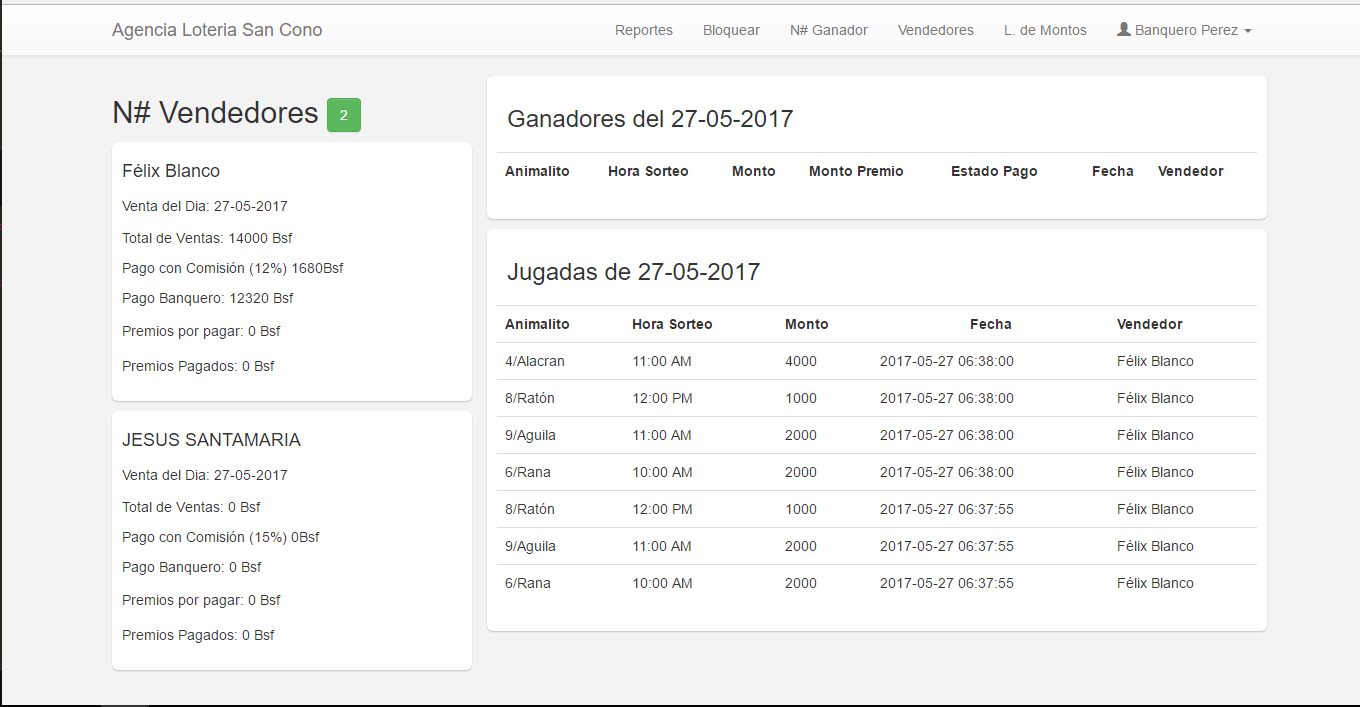 Agencia Loteria San Cono Reportes Bloquear N# Ganador Vendedores L. de Montos Banquero Perez
N# Vendedores 2
Félix Blanco
Venta del Dia: 27-05-2017
Total de Ventas: 14000 Bsf
Pago con Comisión (12%) 1680Bsf
Pago Banquero: 12320 Bsf
Premios por pagar: 0 Bsf
Premios Pagados: 0 Bsf
JESUS SANTAMARIA
Venta del Dia: 27-05-2017
Total de Ventas: 0 Bsf
Pago con Comisión (15%) 0Bsf
Pago Banquero: 0 Bsf
Premios por pagar: 0 Bsf
Premios Pagados: 0 Bsf
Ganadores del 27-05-2017
Animalito Hora Sorteo Monto Monto Premio Estado Pago Fecha Vendedor
Jugadas de 27-05-2017
Animalito Hora Sorteo Monto Fecha Vendedor
4/Alacran 11:00 AM 4000 2017-05-27 06:38:00 Félix Blanco
8/Ratón 12:00 PM 1000 2017-05-27 06:38:00 Félix Blanco
9/Aguila 11:00 AM 2000 2017-05-27 06:38:00 Félix Blanco
6/Rana 10:00 AM 2000 2017-05-27 06:38:00 Félix Blanco
8/Ratón 12:00 PM 1000 2017-05-27 06:37:55 Félix Blanco
9/Aguila 11:00 AM 2000 2017-05-27 06:37:55 Félix Blanco
6/Rana 10:00 AM 2000 2017-05-27 06:37:55 Félix Blanco